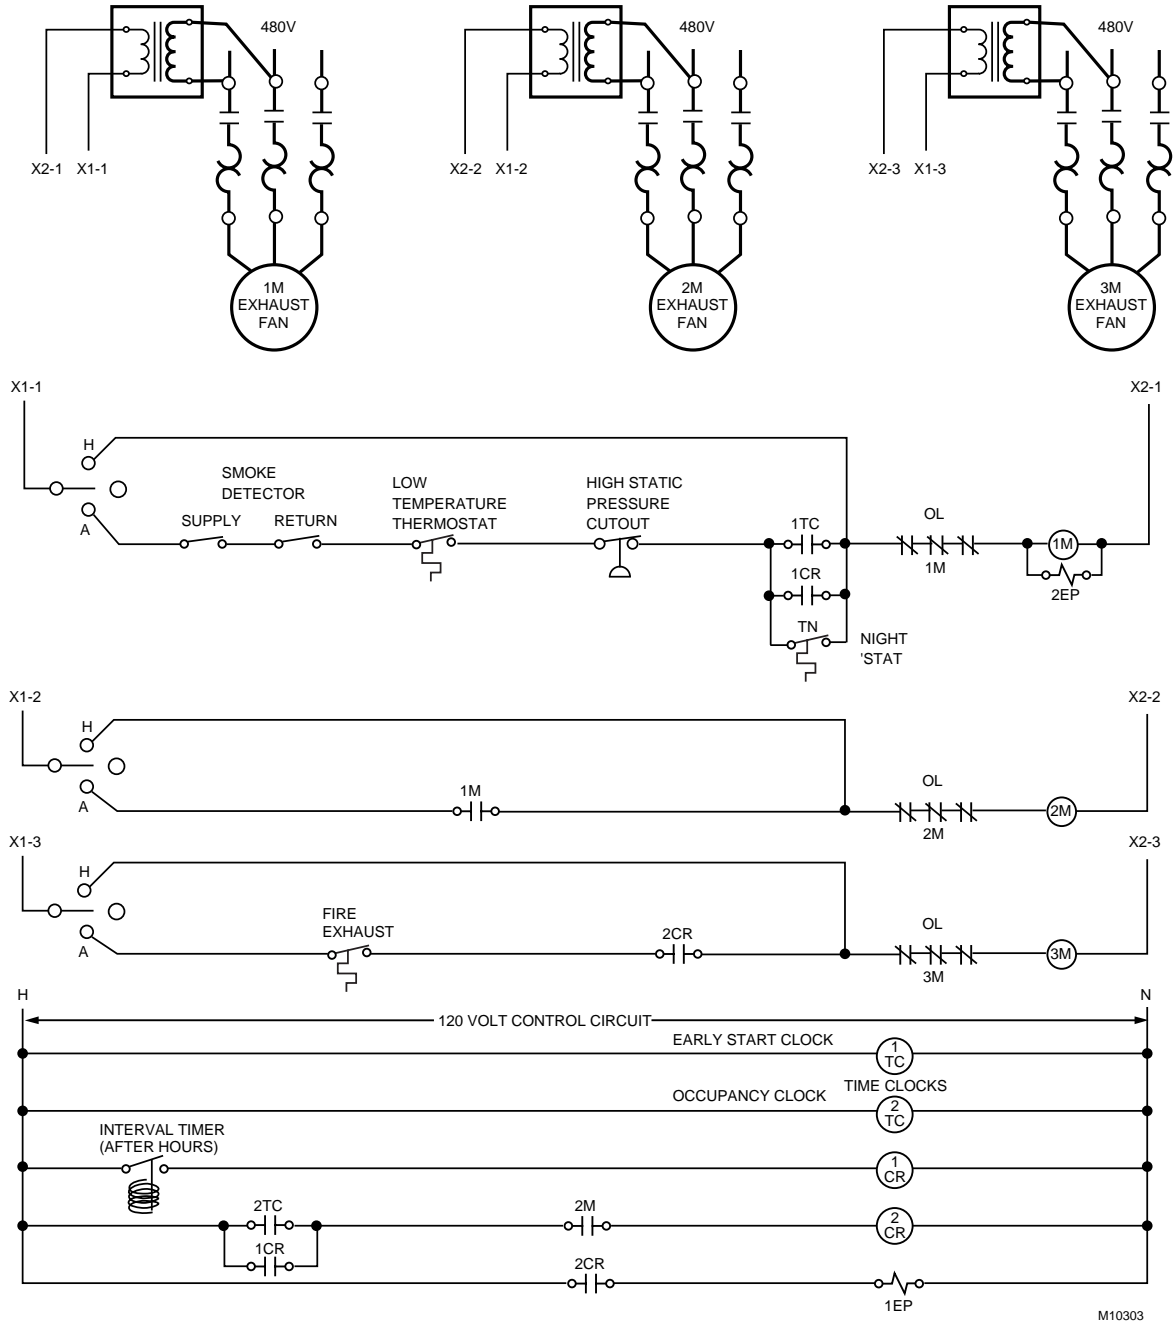 480V
480V
480V
X2-1 X1-1
X2-2 X1-2
X2-3 X1-3
1M
EXHAUST
FAN
2M
EXHAUST
FAN
3M
EXHAUST
FAN
X1-1
X2-1
H
SMOKE
DETECTOR
LOW
TEMPERATURE
THERMOSTAT
HIGH STATIC
PRESSURE
CUTOUT
A
SUPPLY
RETURN
1TC
OL
1M
1M
2EP
1CR
TN
NIGHT
'STAT
X1-2
X2-2
H
A
1M
OL
2M
2M
X1-3
X2-3
H
A
FIRE
EXHAUST
2CR
OL
3M
3M
H
N
120 VOLT CONTROL CIRCUIT
EARLY START CLOCK
1
TC
OCCUPANCY CLOCK
TIME CLOCKS
2
TC
INTERVAL TIMER
(AFTER HOURS)
1
CR
2TC
2M
2
CR
1CR
2CR
1EP
M10303